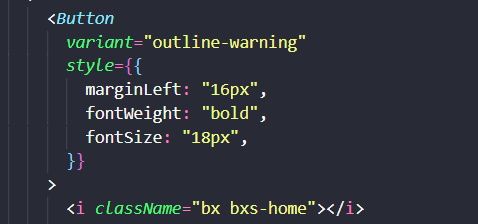 <Button
variant="outline-warning"
style={{
marginLeft: "16px",
fontWeight: "bold",
fontSize: "18px",
}}
>
<i className="bx bxs-home"></i>